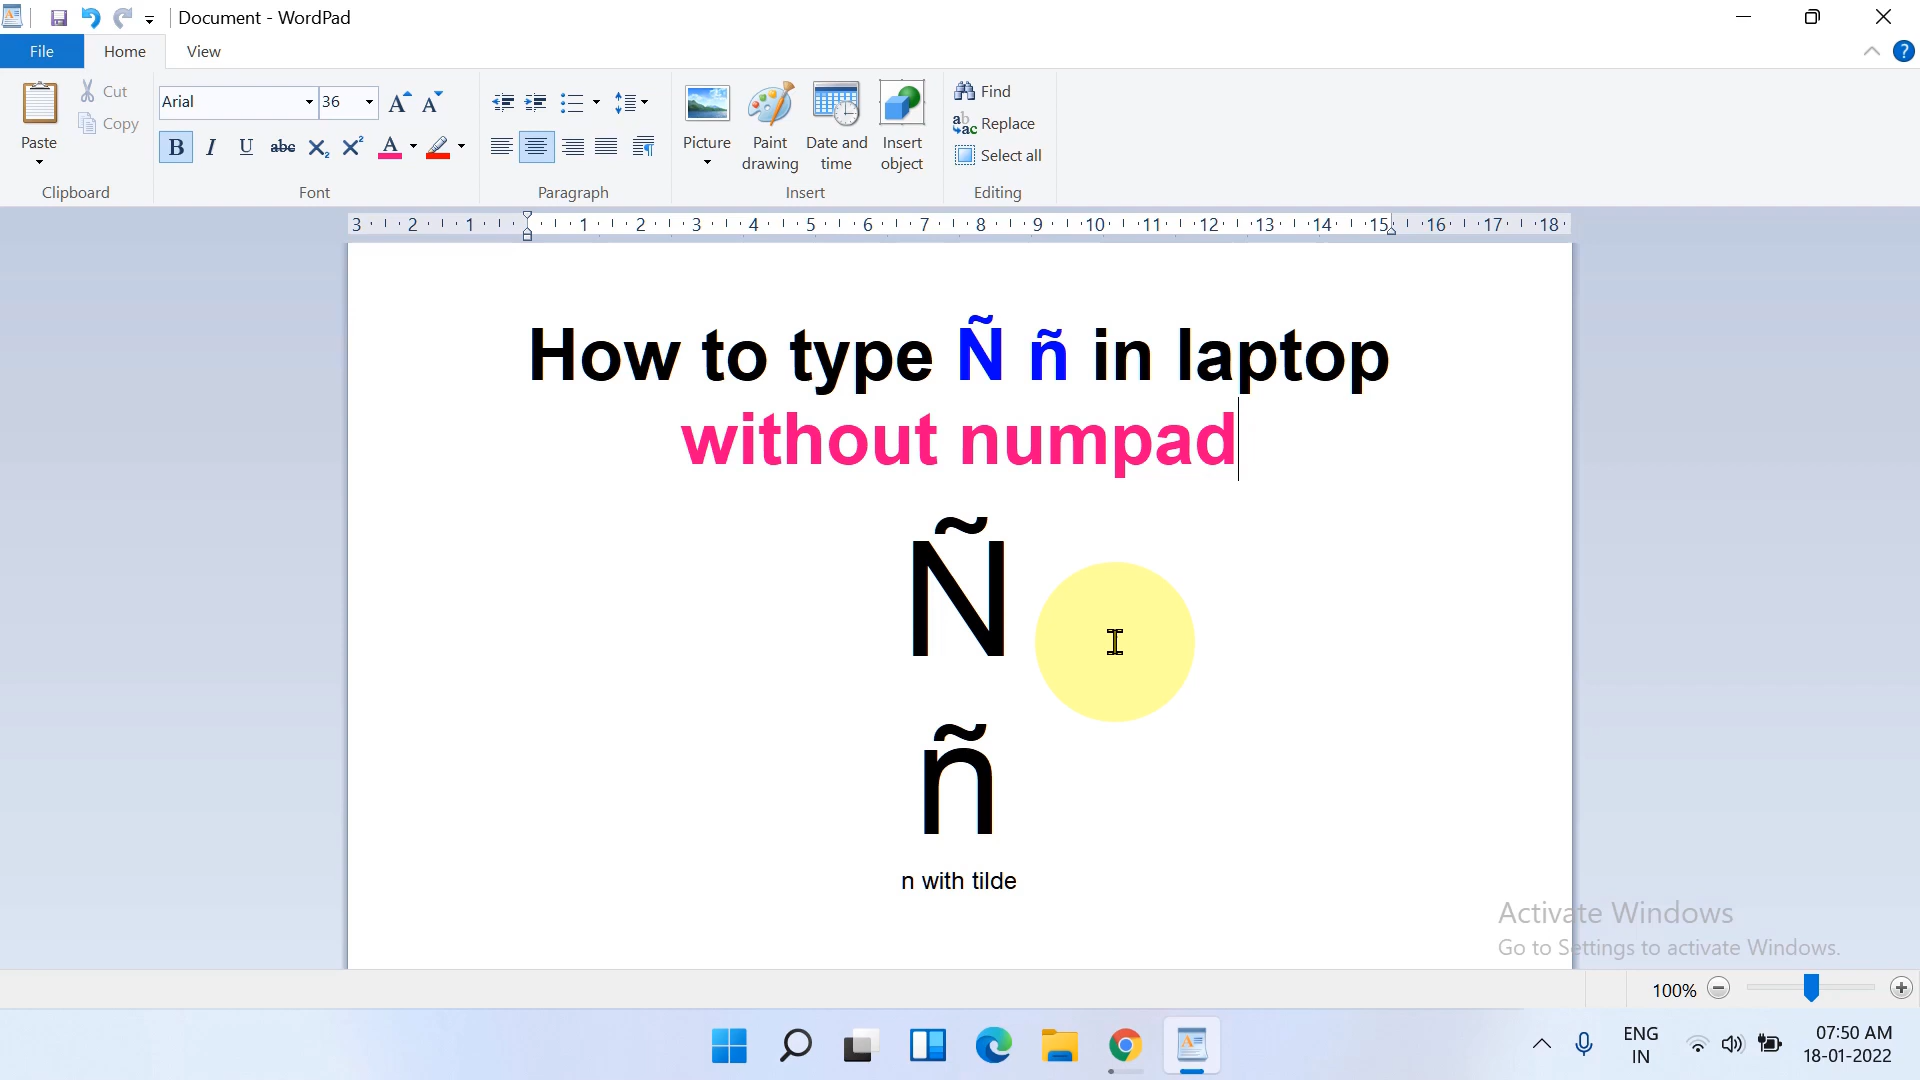 Document - WordPad
File Home View
Paste
Cut
Copy
Clipboard
Arial 36
B I U abc X2 X2 A
Font
Paragraph
Picture
Paint drawing
Date and time
Insert object
Insert
Find
Replace
Select all
Editing
3 2 1 1 2 3 4 5 6 7 8 9 10 11 12 13 14 15 16 17 18
How to type Ñ ñ in laptop
without numpad
Ñ
ñ
n with tilde
Activate Windows
Go to Settings to activate Windows.
100%
ENG
IN
07:50 AM
18-01-2022